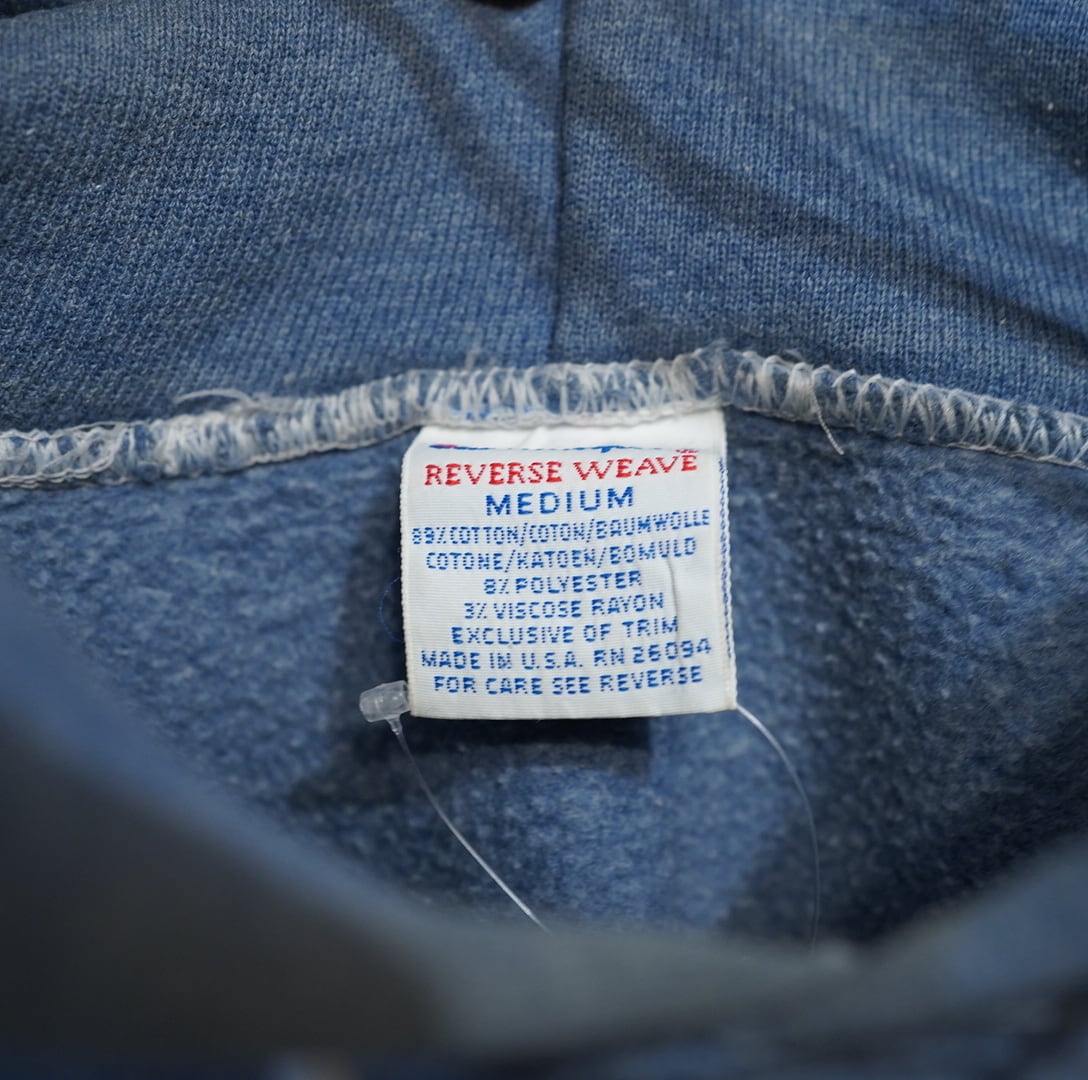 REVERSE WEAVE
MEDIUM
89% COTTON/COTON/BAUMWOLLE
COTONE/KATOEN/BOMULD
8% POLYESTER
3% VISCOSE RAYON
EXCLUSIVE OF TRIM
MADE IN U.S.A. RN 26094
FOR CARE SEE REVERSE